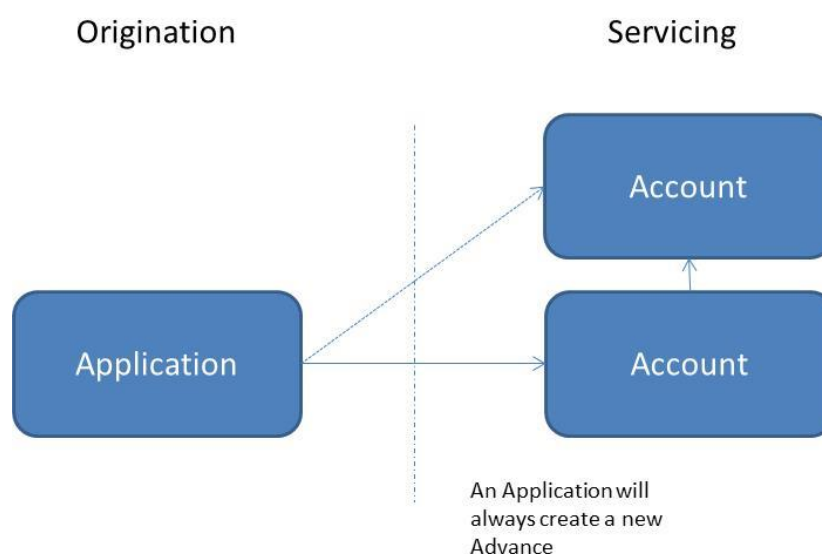 Origination
Servicing
Account
Application
Account
An Application will
always create a new
Advance